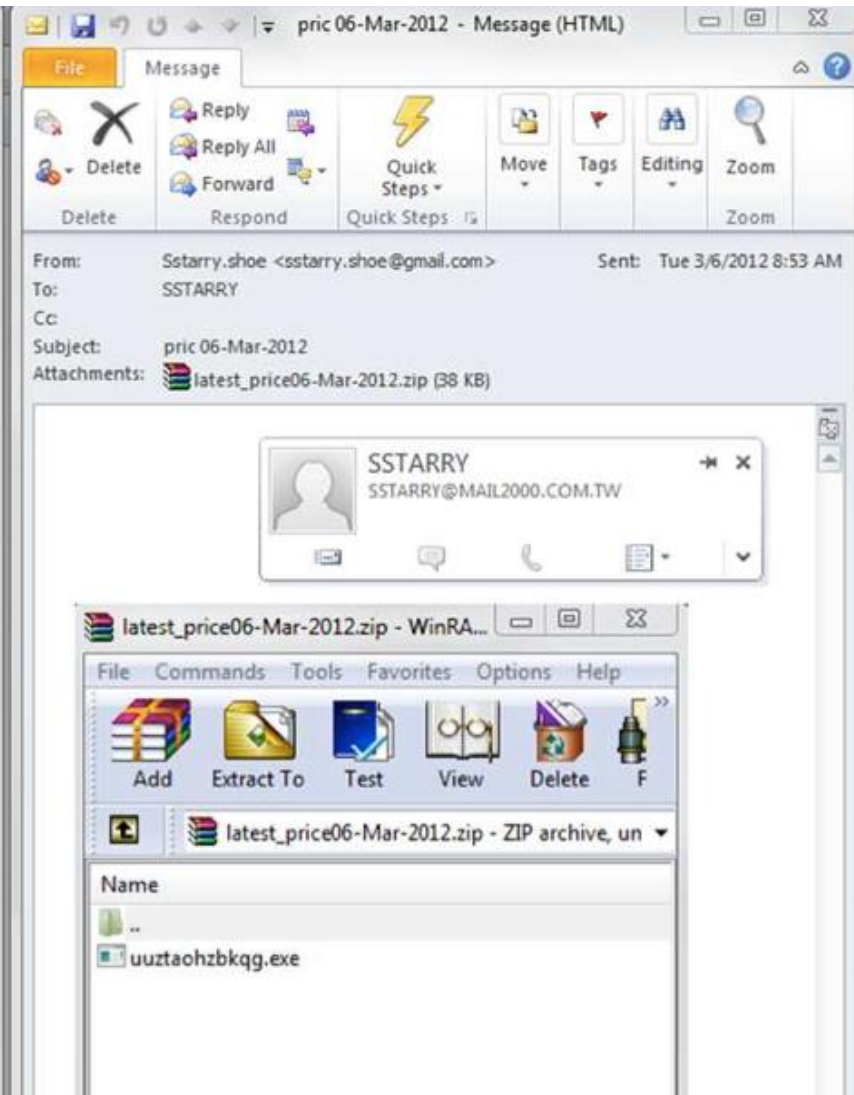 pric 06-Mar-2012 - Message (HTML)
File Message
Delete
Reply
Reply All
Forward
Quick Steps
Move
Tags
Editing
Zoom
Delete Respond Quick Steps Zoom
From: Sstarry.shoe <sstarry.shoe@gmail.com> Sent: Tue 3/6/2012 8:53 AM
To: SSTARRY
Cc:
Subject: pric 06-Mar-2012
Attachments: latest_price06-Mar-2012.zip (38 KB)
SSTARRY
SSTARRY@MAIL2000.COM.TW
latest_price06-Mar-2012.zip - WinRA...
File Commands Tools Favorites Options Help
Add Extract To Test View Delete F
latest_price06-Mar-2012.zip - ZIP archive, un
Name
..
uuztaohzbkqg.exe